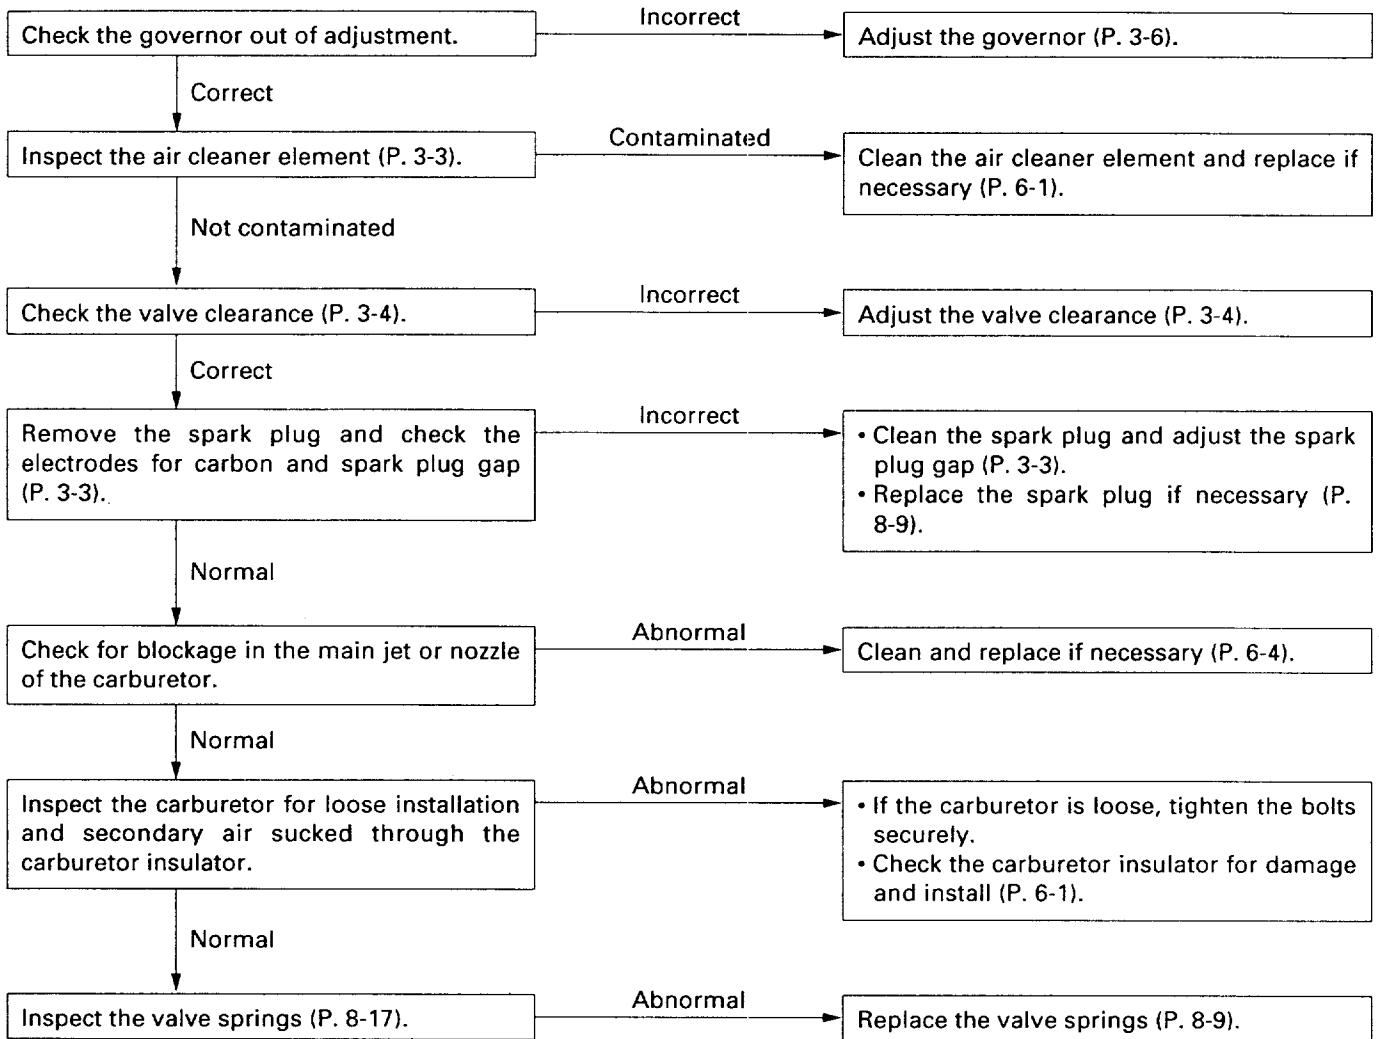 Check the governor out of adjustment.
Incorrect
Adjust the governor (P. 3-6).
Correct
Inspect the air cleaner element (P. 3-3).
Contaminated
Clean the air cleaner element and replace if
necessary (P. 6-1).
Not contaminated
Check the valve clearance (P. 3-4).
Incorrect
Adjust the valve clearance (P. 3-4).
Correct
Remove the spark plug and check the
electrodes for carbon and spark plug gap
(P. 3-3).
Incorrect
• Clean the spark plug and adjust the spark
plug gap (P. 3-3).
• Replace the spark plug if necessary (P.
8-9).
Normal
Check for blockage in the main jet or nozzle
of the carburetor.
Abnormal
Clean and replace if necessary (P. 6-4).
Normal
Inspect the carburetor for loose installation
and secondary air sucked through the
carburetor insulator.
Abnormal
• If the carburetor is loose, tighten the bolts
securely.
• Check the carburetor insulator for damage
and install (P. 6-1).
Normal
Inspect the valve springs (P. 8-17).
Abnormal
Replace the valve springs (P. 8-9).